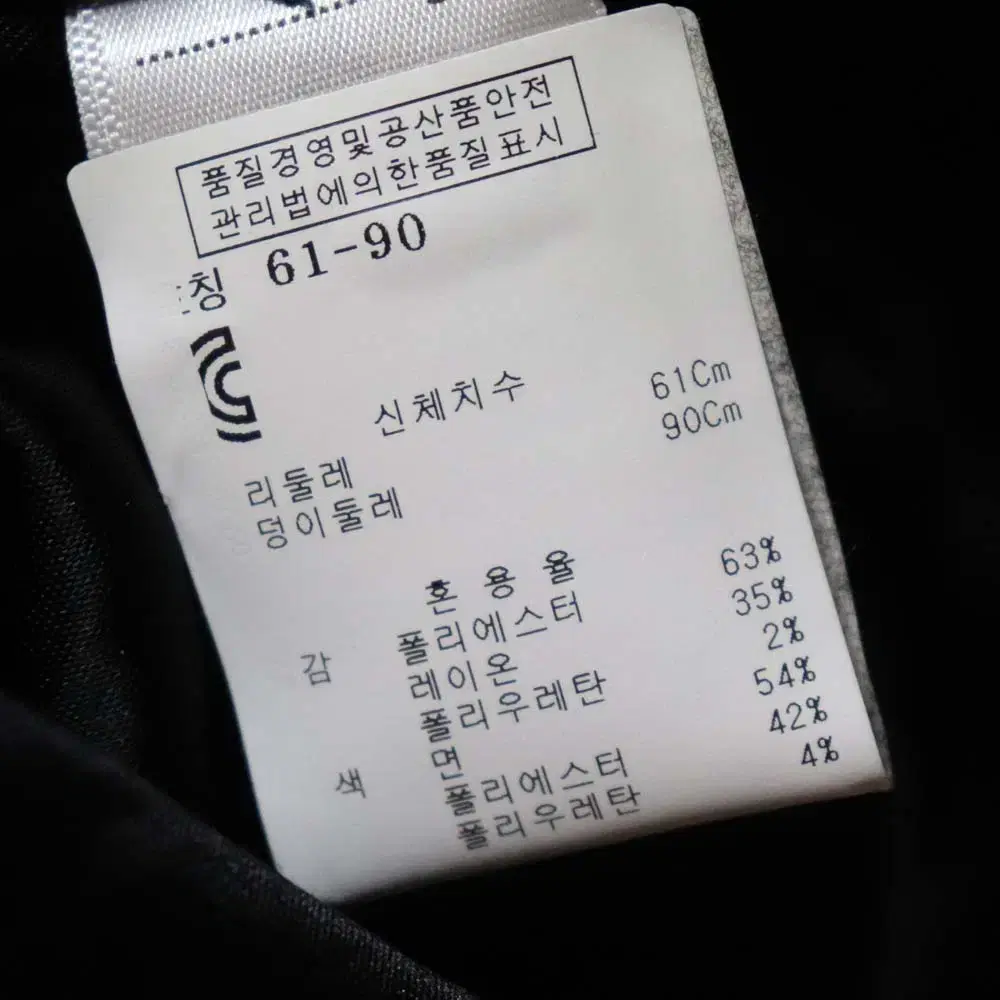 품질경영및공산품안전
관리법에의한품질표시
칭 61-90
신체치수
리둘레 61Cm
덩이둘레 90Cm
혼용율
감 폴리에스터 63%
레이온 35%
폴리우레탄 2%
색 면 54%
폴리에스터 42%
폴리우레탄 4%